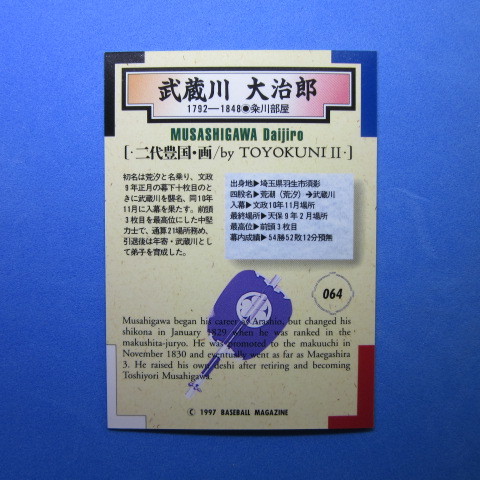 武蔵川 大治郎
1792—1848●粂川部屋
MUSASHIGAWA Daijiro
[・二代豊国・画/by TOYOKUNI II・]
初名は荒汐と名乗り、文政
9年正月の幕下十枚目のと
きに武蔵川を襲名、同10年
11月に入幕を果たす。前頭
3枚目を最高位にした中堅
力士で、通算21場所務め、
引退後は年寄・武蔵川とし
て弟子を育成した。
出身地▶埼玉県羽生市須影
四股名▶荒潮(荒汐)→武蔵川
入幕▶文政10年11月場所
最終場所▶天保9年2月場所
最高位▶前頭3枚目
幕内成績▶54勝52敗12分預無
064
Musashigawa began his career as Arashio, but changed his
shikona in January 1829 when he was ranked in the
makushita-juryo. He was promoted to the makuuchi in
November 1830 and eventually went as far as Maegashira
3. He raised his own deshi after retiring and becoming
Toshiyori Musahigawa.
© 1997 BASEBALL MAGAZINE